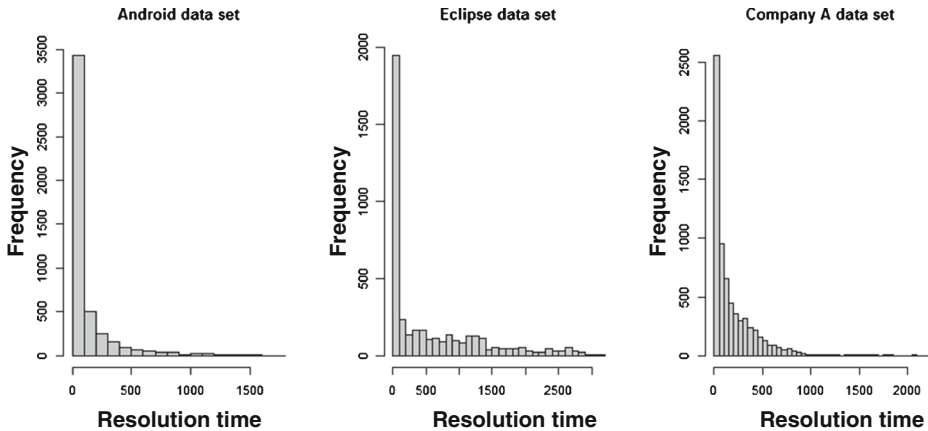 Android data set
Frequency
3500
3000
2500
2000
1500
1000
500
0
0 500 1000 1500
Resolution time
Eclipse data set
Frequency
2000
1500
1000
500
0
0 500 1500 2500
Resolution time
Company A data set
Frequency
2500
2000
1500
1000
500
0
0 500 1000 1500 2000
Resolution time